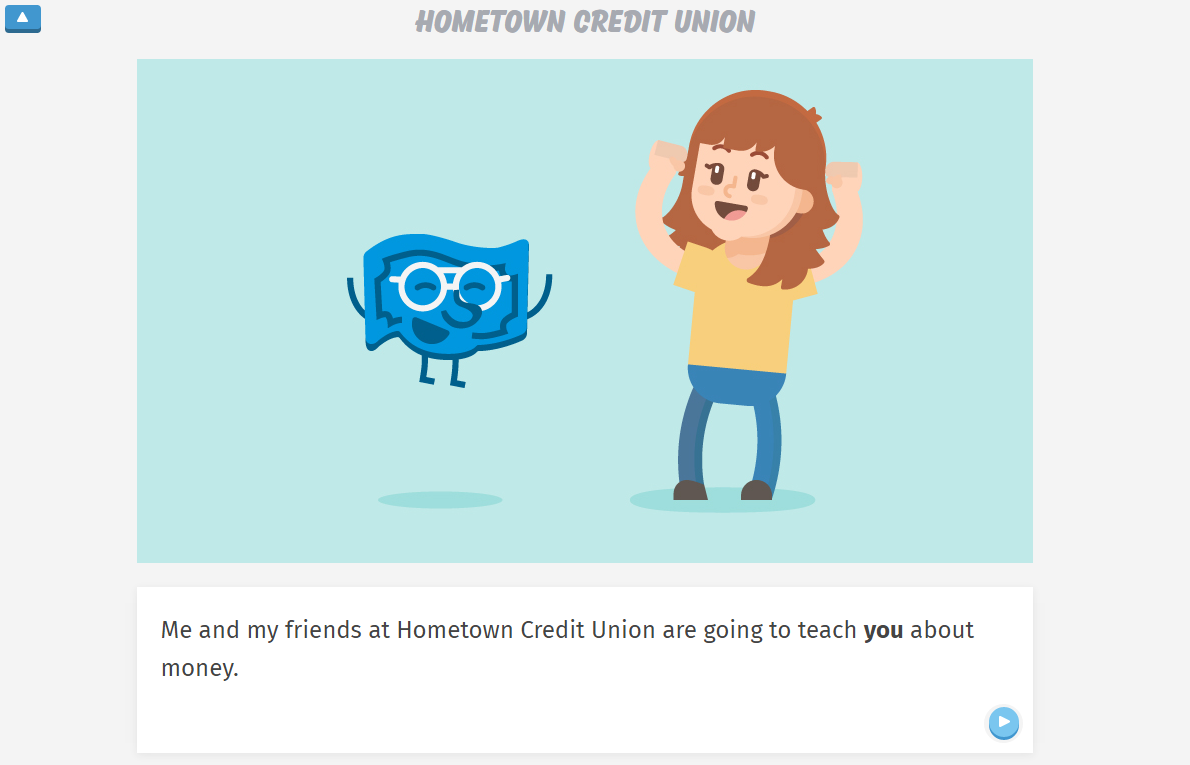 HOMETOWN CREDIT UNION
Me and my friends at Hometown Credit Union are going to teach you about
money.